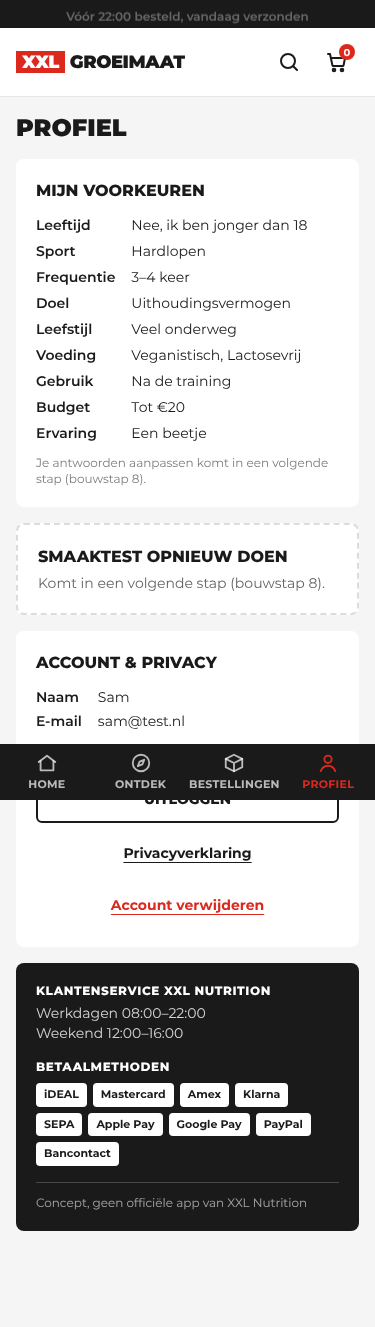 Vóór 22:00 besteld, vandaag verzonden
XXL GROEIMAAT
0
PROFIEL
MIJN VOORKEUREN
Leeftijd Nee, ik ben jonger dan 18
Sport Hardlopen
Frequentie 3–4 keer
Doel Uithoudingsvermogen
Leefstijl Veel onderweg
Voeding Veganistisch, Lactosevrij
Gebruik Na de training
Budget Tot €20
Ervaring Een beetje
Je antwoorden aanpassen komt in een volgende
stap (bouwstap 8).
SMAAKTEST OPNIEUW DOEN
Komt in een volgende stap (bouwstap 8).
ACCOUNT & PRIVACY
Naam Sam
E-mail sam@test.nl
HOME ONTDEK BESTELLINGEN PROFIEL
UITLOGGEN
Privacyverklaring
Account verwijderen
KLANTENSERVICE XXL NUTRITION
Werkdagen 08:00–22:00
Weekend 12:00–16:00
BETAALMETHODEN
iDEAL Mastercard Amex Klarna
SEPA Apple Pay Google Pay PayPal
Bancontact
Concept, geen officiële app van XXL Nutrition